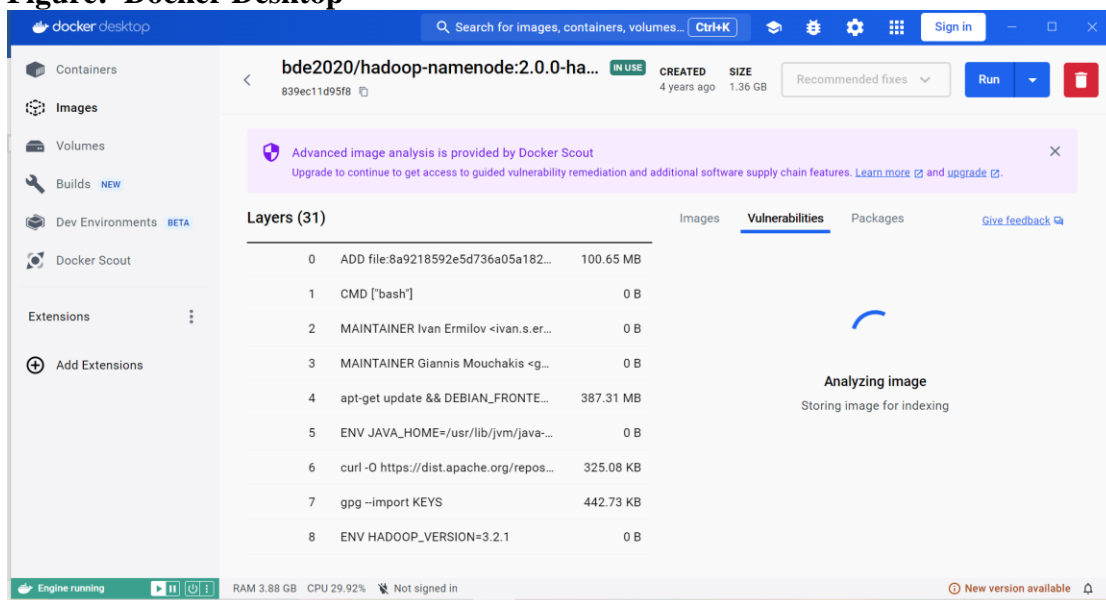 Figure: Docker Desktop
docker desktop
Search for images, containers, volumes... Ctrl+K
Sign in
Containers
Images
Volumes
Builds NEW
Dev Environments BETA
Docker Scout
Extensions
Add Extensions
bde2020/hadoop-namenode:2.0.0-ha... IN USE
839ec11d95f8
CREATED SIZE
4 years ago 1.36 GB
Recommended fixes
Run
Advanced image analysis is provided by Docker Scout
Upgrade to continue to get access to guided vulnerability remediation and additional software supply chain features. Learn more and upgrade.
Layers (31)
0 ADD file:8a9218592e5d736a05a182... 100.65 MB
1 CMD ["bash"] 0 B
2 MAINTAINER Ivan Ermilov <ivan.s.er... 0 B
3 MAINTAINER Giannis Mouchakis <g... 0 B
4 apt-get update && DEBIAN_FRONTE... 387.31 MB
5 ENV JAVA_HOME=/usr/lib/jvm/java-... 0 B
6 curl -O https://dist.apache.org/repos... 325.08 KB
7 gpg --import KEYS 442.73 KB
8 ENV HADOOP_VERSION=3.2.1 0 B
Images Vulnerabilities Packages Give feedback
Analyzing image
Storing image for indexing
Engine running
RAM 3.88 GB CPU 29.92% Not signed in
New version available